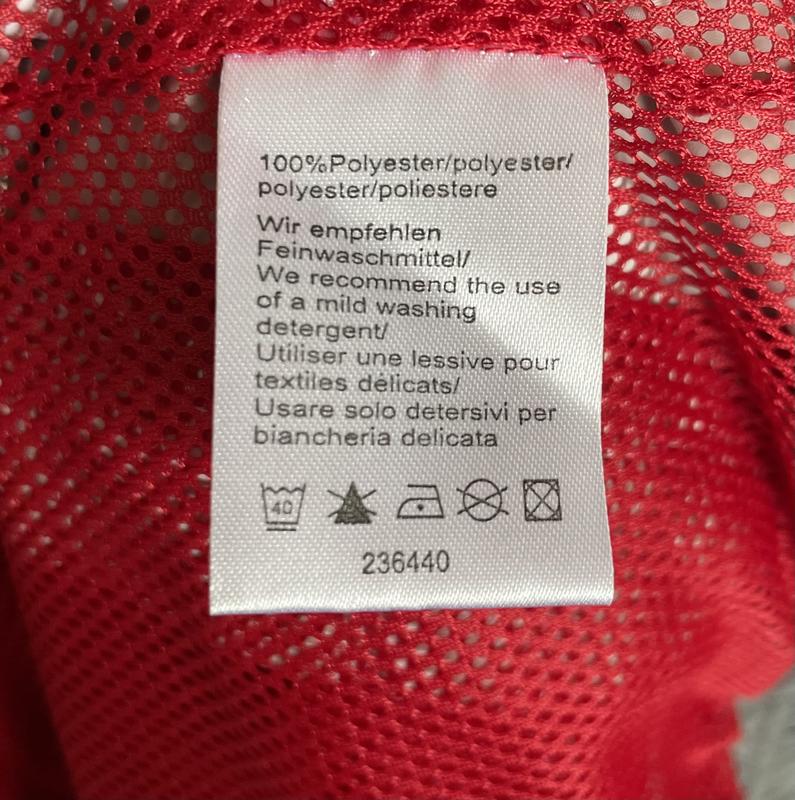 100%Polyester/polyester/
polyester/poliestere
Wir empfehlen
Feinwaschmittel/
We recommend the use
of a mild washing
detergent/
Utiliser une lessive pour
textiles délicats/
Usare solo detersivi per
biancheria delicata
40
236440